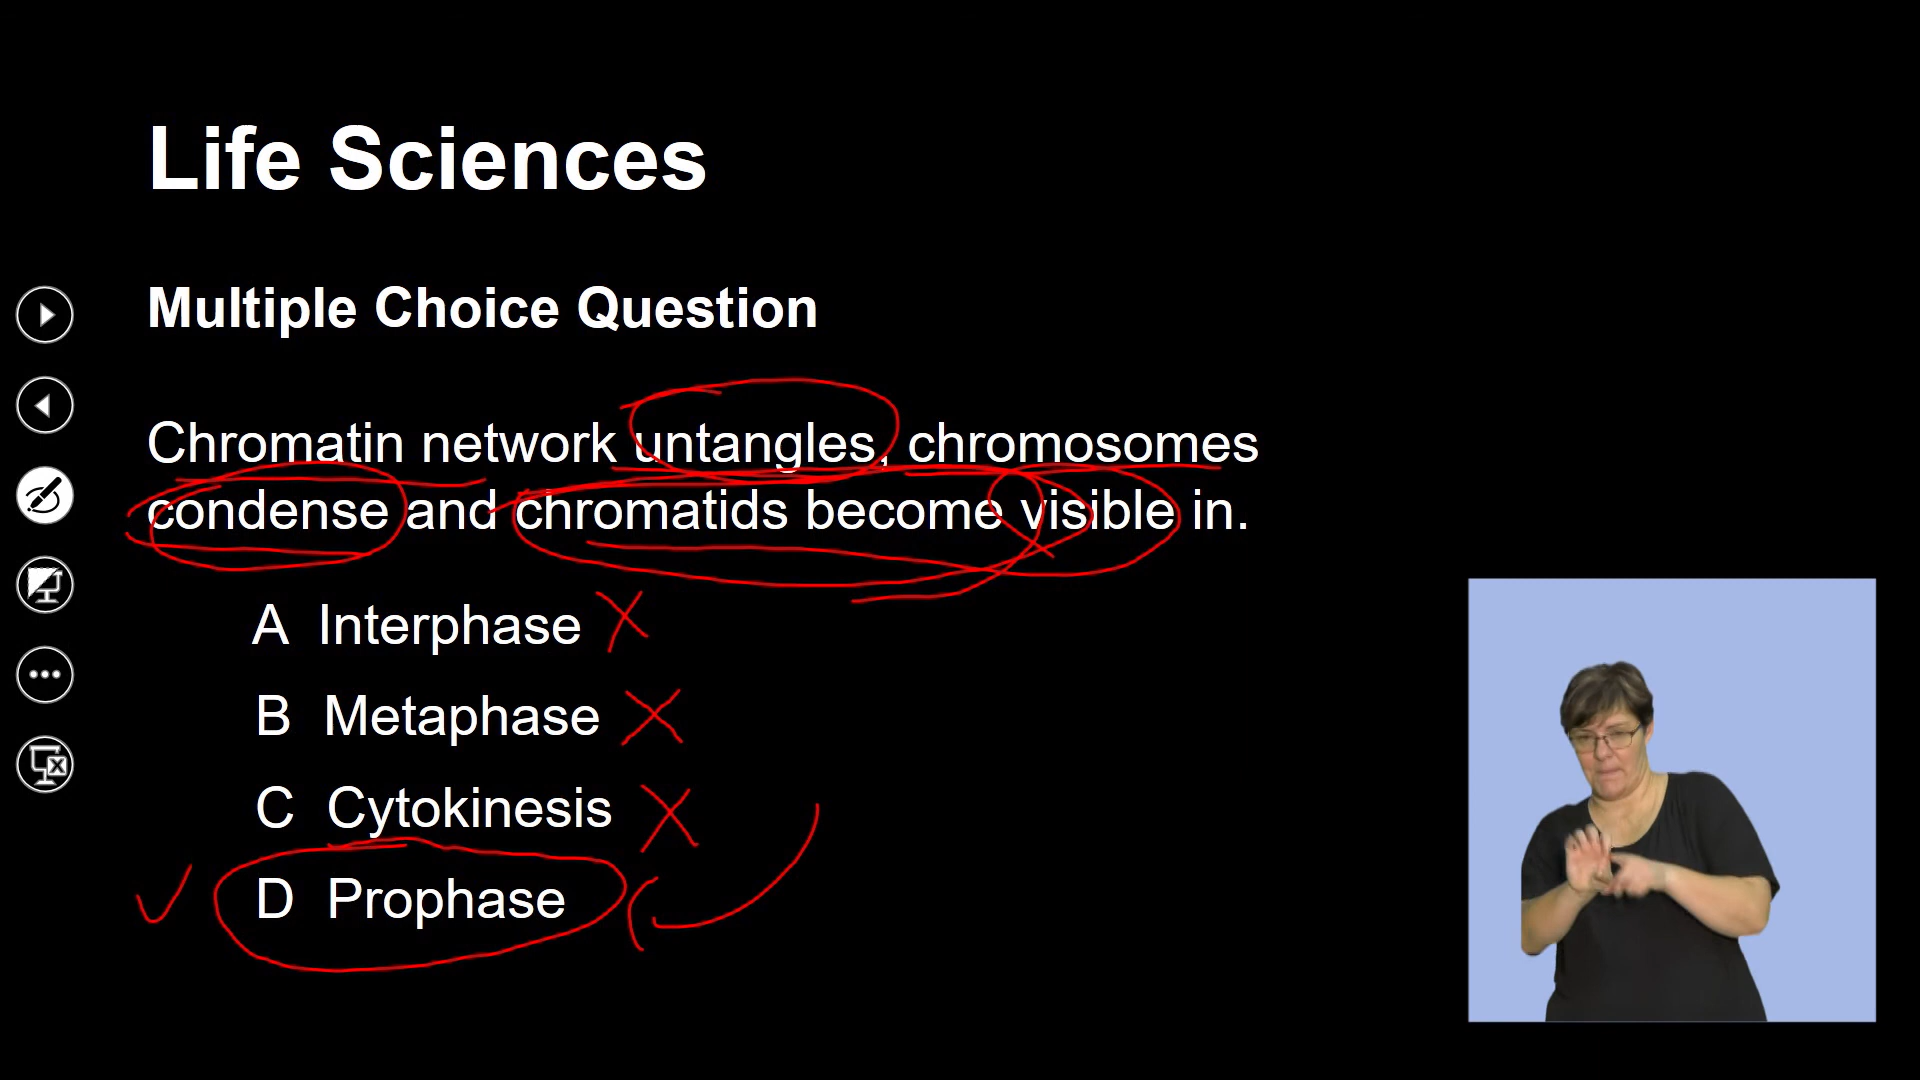 Life Sciences
Multiple Choice Question
Chromatin network untangles, chromosomes
condense and chromatids become visible in.
A Interphase
B Metaphase
C Cytokinesis
D Prophase